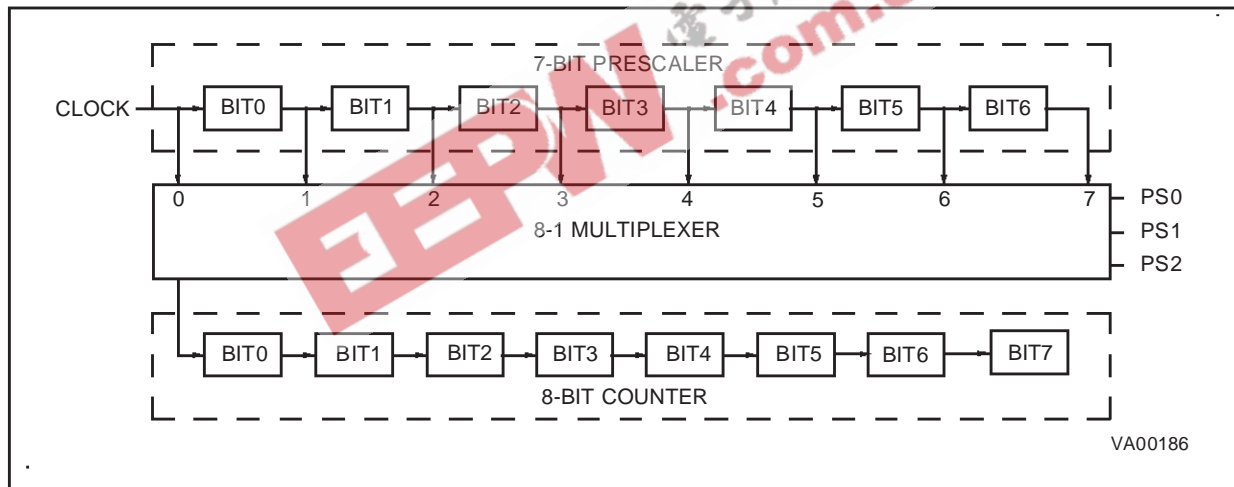 7-BIT PRESCALER
CLOCK BIT0 BIT1 BIT2 BIT3 BIT4 BIT5 BIT6
0 1 2 3 4 5 6 7 PS0
8-1 MULTIPLEXER PS1
PS2
BIT0 BIT1 BIT2 BIT3 BIT4 BIT5 BIT6 BIT7
8-BIT COUNTER
VA00186
EEPW
.com.